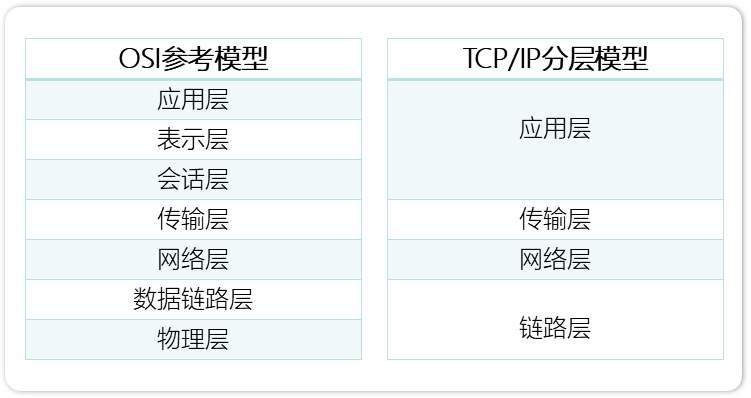 OSI参考模型
应用层
表示层
会话层
传输层
网络层
数据链路层
物理层
TCP/IP分层模型
应用层
传输层
网络层
链路层